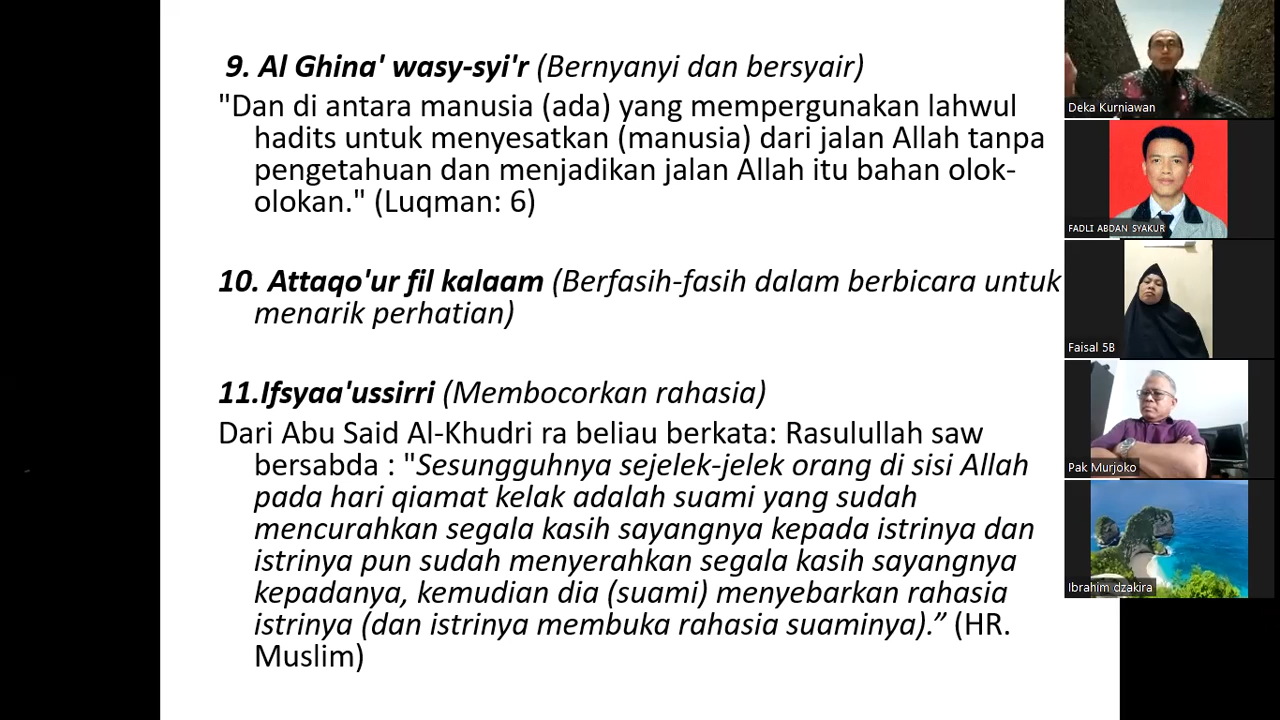 9. Al Ghina' wasy-syi'r (Bernyanyi dan bersyair)
"Dan di antara manusia (ada) yang mempergunakan lahwul
hadits untuk menyesatkan (manusia) dari jalan Allah tanpa
pengetahuan dan menjadikan jalan Allah itu bahan olok-
olokan." (Luqman: 6)
10. Attaqo'ur fil kalaam (Berfasih-fasih dalam berbicara untuk
menarik perhatian)
11.Ifsyaa'ussirri (Membocorkan rahasia)
Dari Abu Said Al-Khudri ra beliau berkata: Rasulullah saw
bersabda : "Sesungguhnya sejelek-jelek orang di sisi Allah
pada hari qiamat kelak adalah suami yang sudah
mencurahkan segala kasih sayangnya kepada istrinya dan
istrinya pun sudah menyerahkan segala kasih sayangnya
kepadanya, kemudian dia (suami) menyebarkan rahasia
istrinya (dan istrinya membuka rahasia suaminya).” (HR.
Muslim)
Deka Kurniawan
FADLI ABDAN SYAKUR
Faisal 5B
Pak Murjoko
Ibrahim dzakira